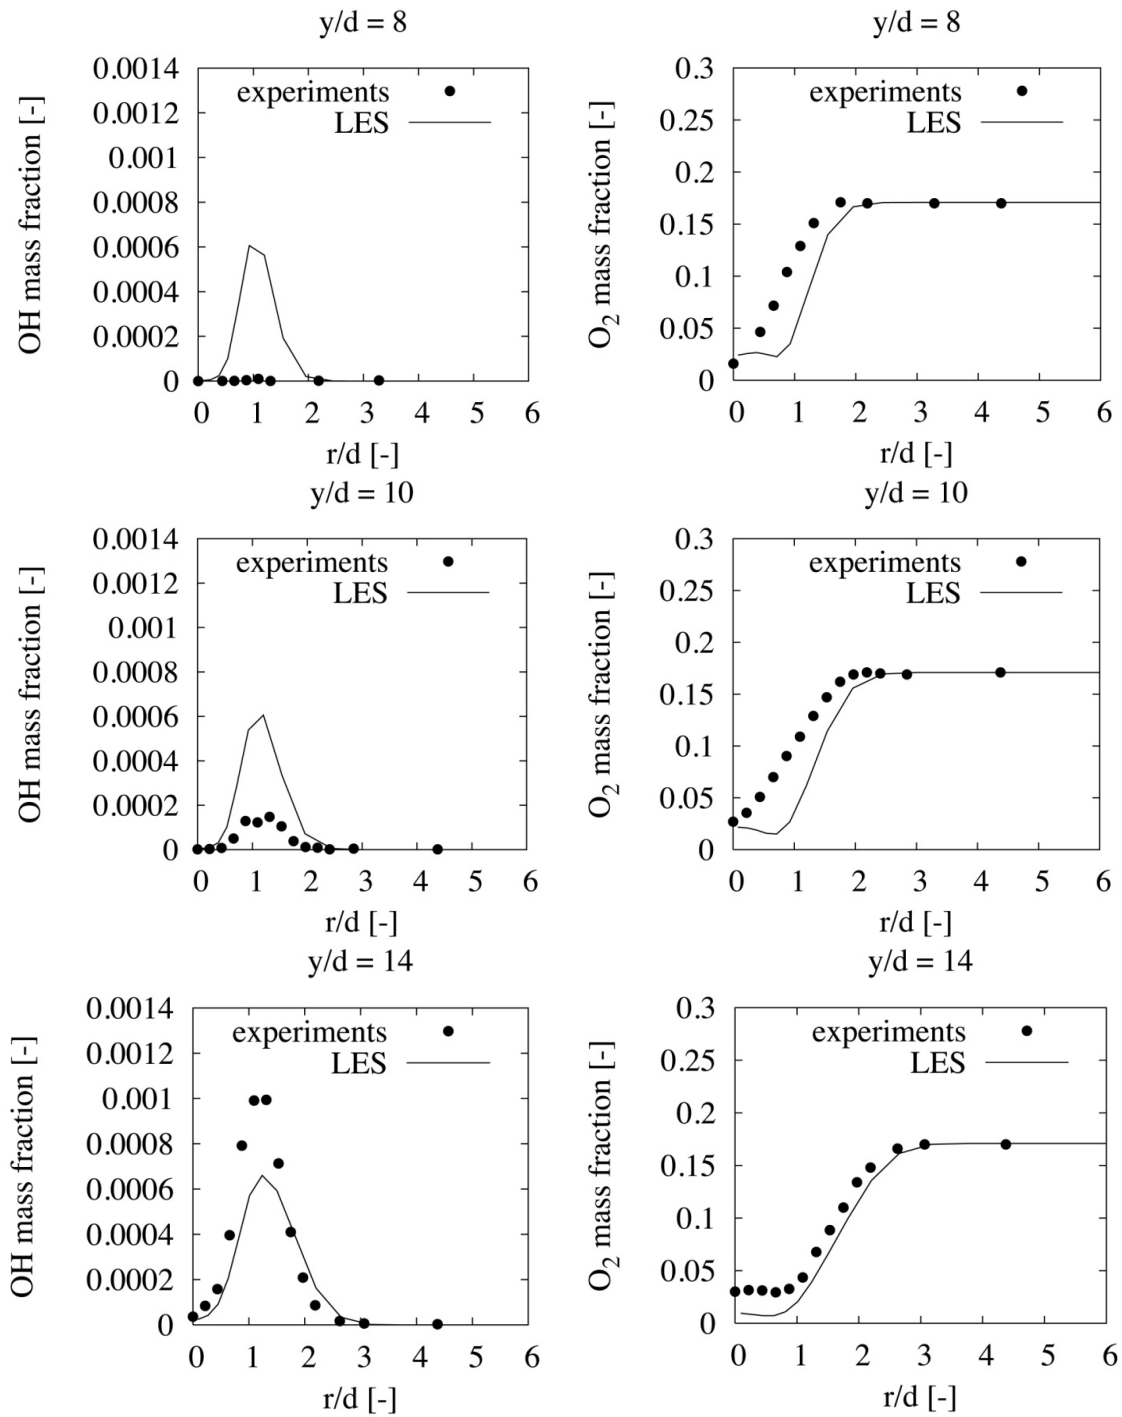 y/d = 8
OH mass fraction [-]
0.0014
0.0012
0.001
0.0008
0.0006
0.0004
0.0002
0
experiments
LES
0 1 2 3 4 5 6
r/d [-]
y/d = 8
O2 mass fraction [-]
0.3
0.25
0.2
0.15
0.1
0.05
0
experiments
LES
0 1 2 3 4 5 6
r/d [-]
y/d = 10
OH mass fraction [-]
0.0014
0.0012
0.001
0.0008
0.0006
0.0004
0.0002
0
experiments
LES
0 1 2 3 4 5 6
r/d [-]
y/d = 10
O2 mass fraction [-]
0.3
0.25
0.2
0.15
0.1
0.05
0
experiments
LES
0 1 2 3 4 5 6
r/d [-]
y/d = 14
OH mass fraction [-]
0.0014
0.0012
0.001
0.0008
0.0006
0.0004
0.0002
0
experiments
LES
0 1 2 3 4 5 6
r/d [-]
y/d = 14
O2 mass fraction [-]
0.3
0.25
0.2
0.15
0.1
0.05
0
experiments
LES
0 1 2 3 4 5 6
r/d [-]